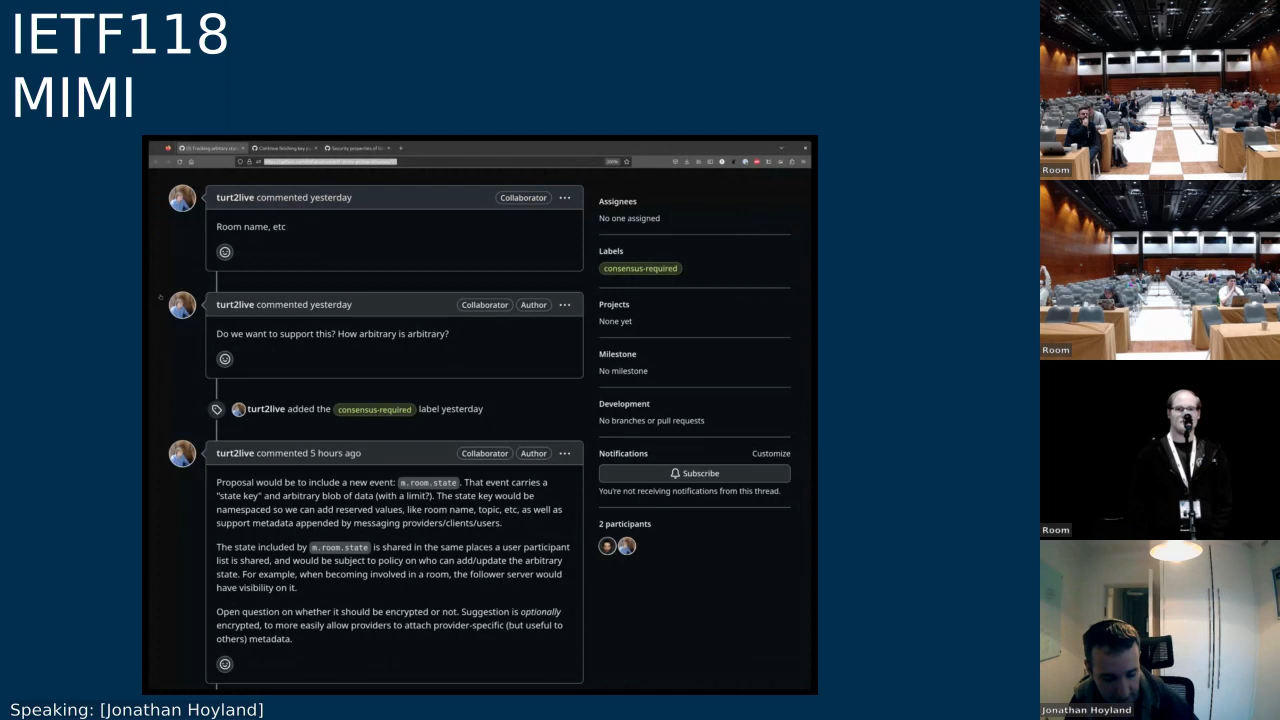 IETF118
MIMI
turt2live commented yesterday
Collaborator
Room name, etc
turt2live commented yesterday
Collaborator
Author
Do we want to support this? How arbitrary is arbitrary?
turt2live added the consensus-required label yesterday
turt2live commented 5 hours ago
Collaborator
Author
Proposal would be to include a new event: m.room.state. That event carries a
"state key" and arbitrary blob of data (with a limit?). The state key would be
namespaced so we can add reserved values, like room name, topic, etc, as well as
support metadata appended by messaging providers/clients/users.
The state included by m.room.state is shared in the same places a user participant
list is shared, and would be subject to policy on who can add/update the arbitrary
state. For example, when becoming involved in a room, the follower server would
have visibility on it.
Open question on whether it should be encrypted or not. Suggestion is optionally
encrypted, to more easily allow providers to attach provider-specific (but useful to
others) metadata.
Assignees
No one assigned
Labels
consensus-required
Projects
None yet
Milestone
No milestone
Development
No branches or pull requests
Notifications
Customize
Subscribe
You're not receiving notifications from this thread.
2 participants
Room
Room
Room
Jonathan Hoyland
Speaking: [Jonathan Hoyland]